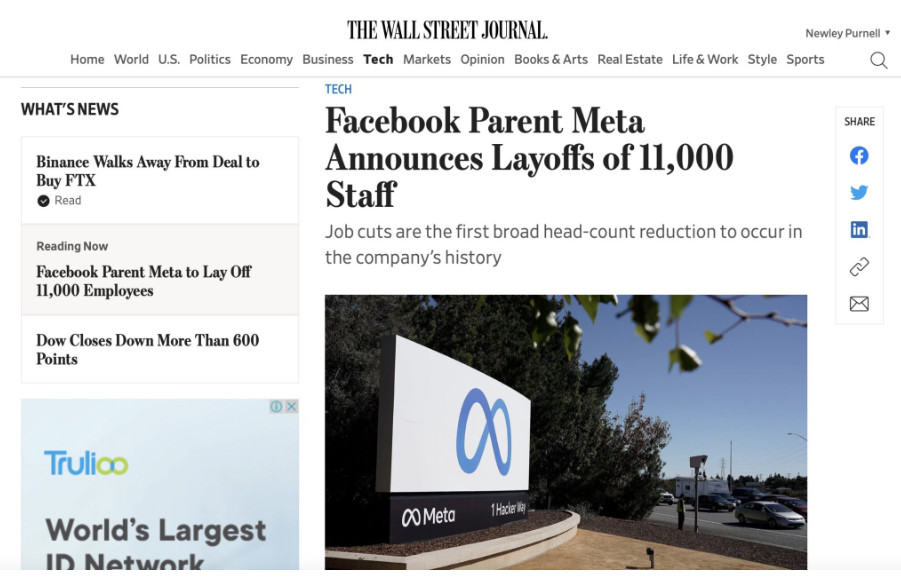 THE WALL STREET JOURNAL.
Newley Purnell
Home World U.S. Politics Economy Business Tech Markets Opinion Books & Arts Real Estate Life & Work Style Sports
WHAT'S NEWS
Binance Walks Away From Deal to
Buy FTX
Read
Reading Now
Facebook Parent Meta to Lay Off
11,000 Employees
Dow Closes Down More Than 600
Points
Trulioo
World's Largest
ID Network
TECH
Facebook Parent Meta
Announces Layoffs of 11,000
Staff
Job cuts are the first broad head-count reduction to occur in
the company's history
Meta 1 Hacker Way
SHARE